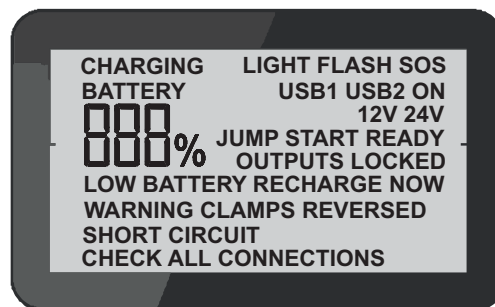 CHARGING LIGHT FLASH SOS
BATTERY USB1 USB2 ON
12V 24V
888% JUMP START READY
OUTPUTS LOCKED
LOW BATTERY RECHARGE NOW
WARNING CLAMPS REVERSED
SHORT CIRCUIT
CHECK ALL CONNECTIONS